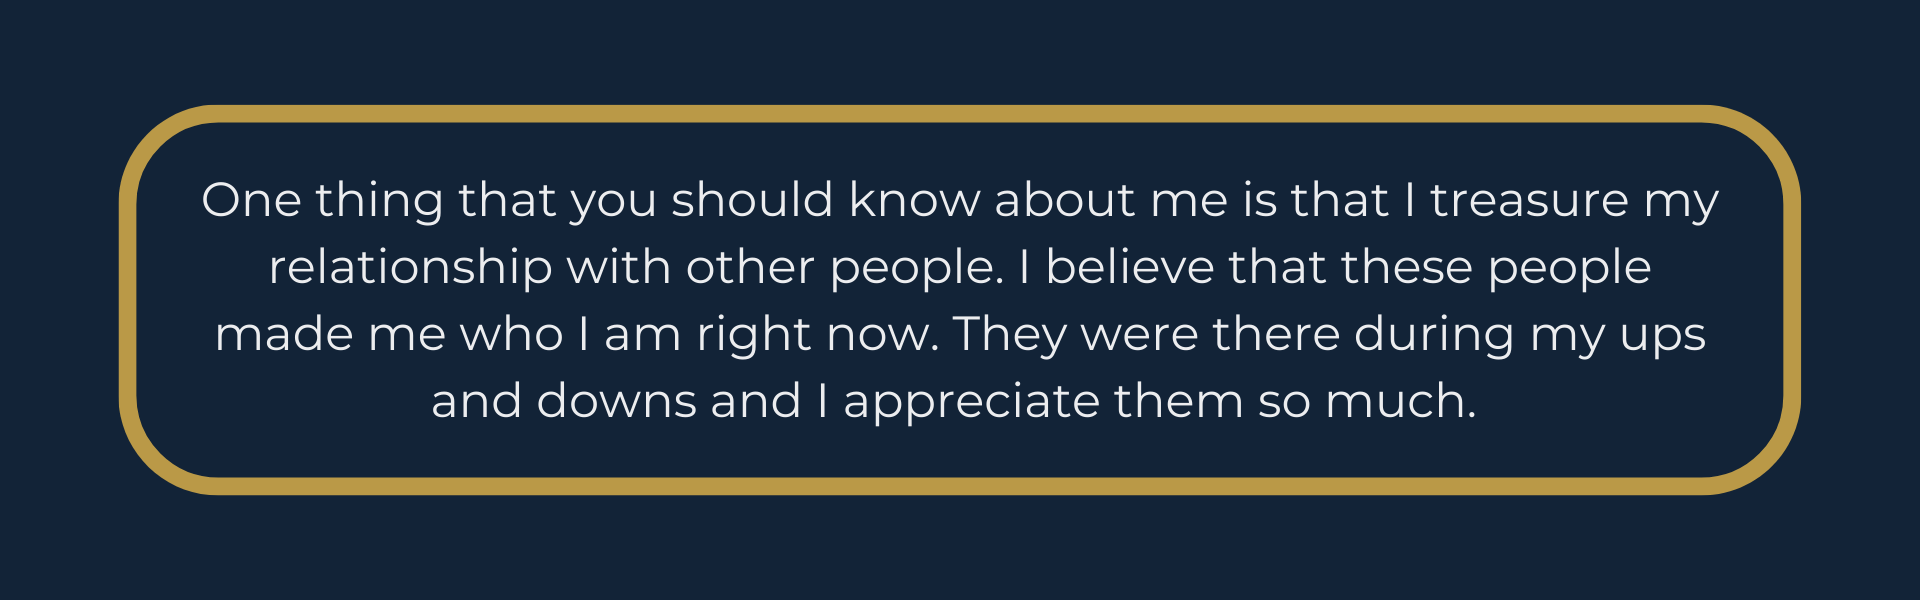 One thing that you should know about me is that I treasure my
relationship with other people. I believe that these people
made me who I am right now. They were there during my ups
and downs and I appreciate them so much.